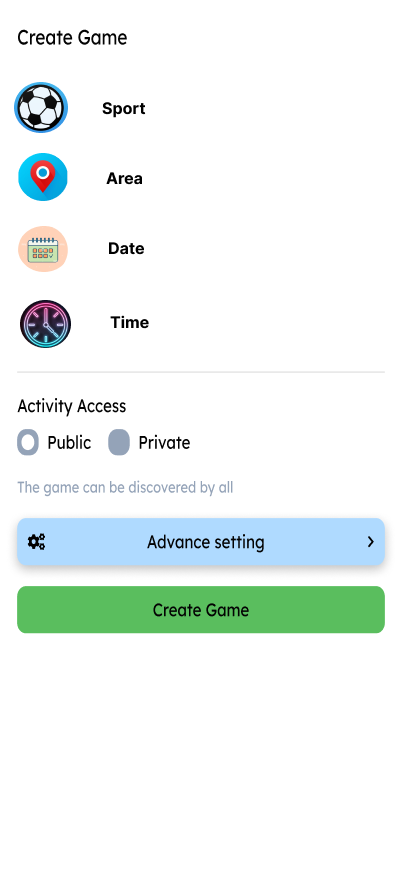 Create Game
Sport
Area
Date
Time
Activity Access
Public Private
The game can be discovered by all
Advance setting
Create Game